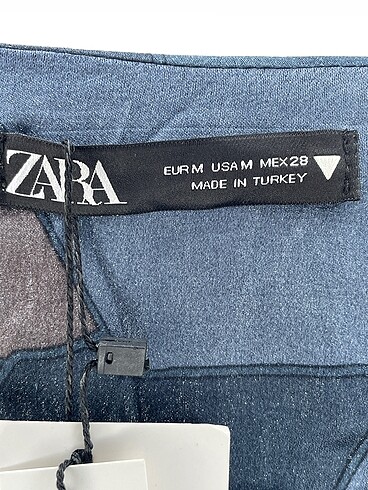 ZARA
EUR M USA M MEX 28
MADE IN TURKEY